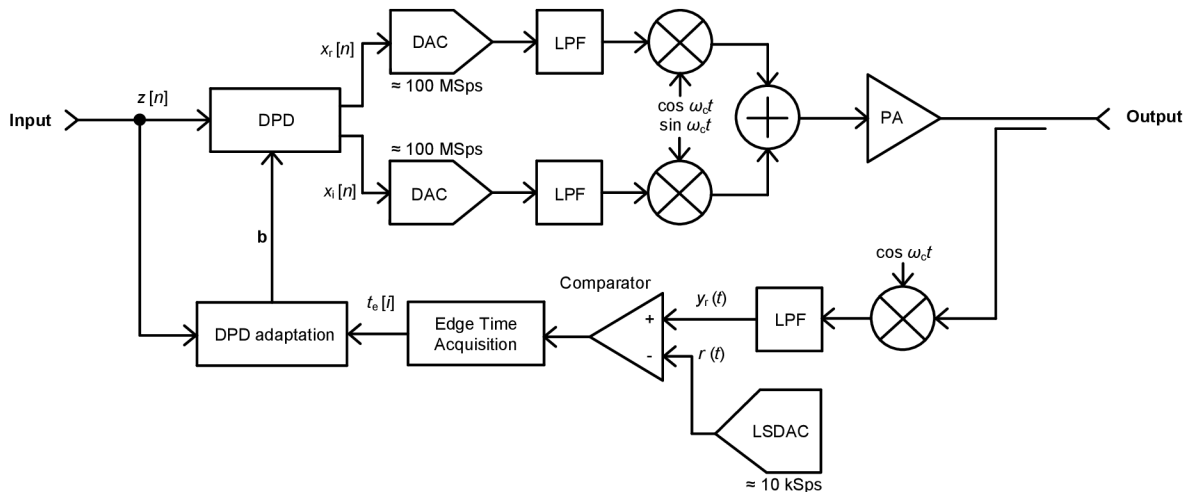 Input
z [n]
DPD
xr [n]
xi [n]
DAC
≈ 100 MSps
LPF
≈ 100 MSps
DAC
LPF
cos ωct
sin ωct
PA
Output
b
DPD adaptation
te [i]
Edge Time
Acquisition
Comparator
+
-
yr (t)
r (t)
LPF
cos ωct
LSDAC
≈ 10 kSps